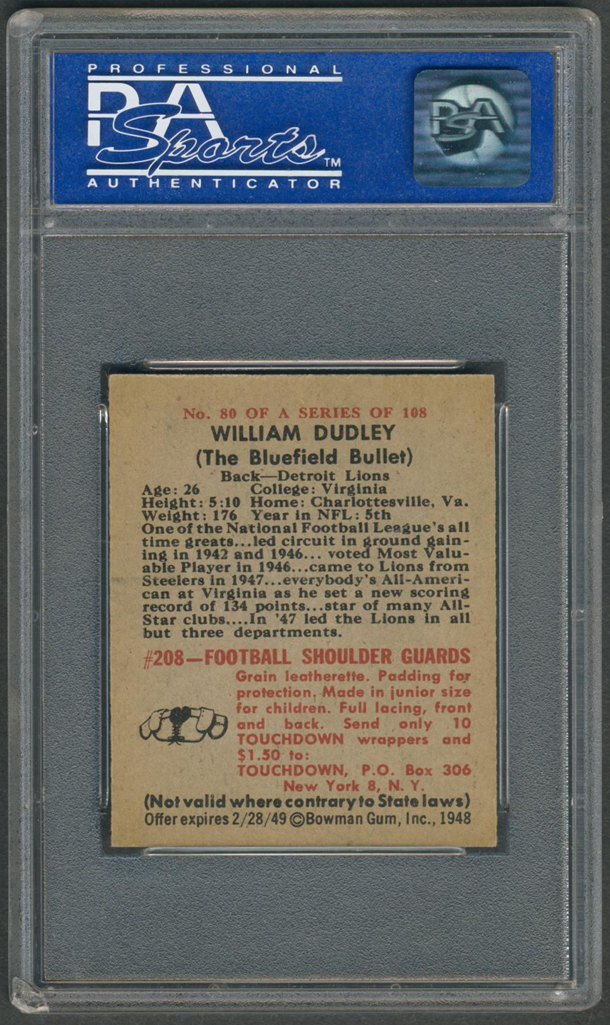 PROFESSIONAL
PSA
Sports™
AUTHENTICATOR
PSA
No. 80 OF A SERIES OF 108
WILLIAM DUDLEY
(The Bluefield Bullet)
Back—Detroit Lions
Age: 26 College: Virginia
Height: 5:10 Home: Charlottesville, Va.
Weight: 176 Year in NFL: 5th
One of the National Football League's all
time greats...led circuit in ground gain-
ing in 1942 and 1946... voted Most Valu-
able Player in 1946...came to Lions from
Steelers in 1947...everybody's All-Ameri-
can at Virginia as he set a new scoring
record of 134 points...star of many All-
Star clubs....In '47 led the Lions in all
but three departments.
#208—FOOTBALL SHOULDER GUARDS
Grain leatherette. Padding for
protection. Made in junior size
for children. Full lacing, front
and back. Send only 10
TOUCHDOWN wrappers and
$1.50 to:
TOUCHDOWN, P.O. Box 306
New York 8, N. Y.
(Not valid where contrary to State laws)
Offer expires 2/28/49 ©Bowman Gum, Inc., 1948